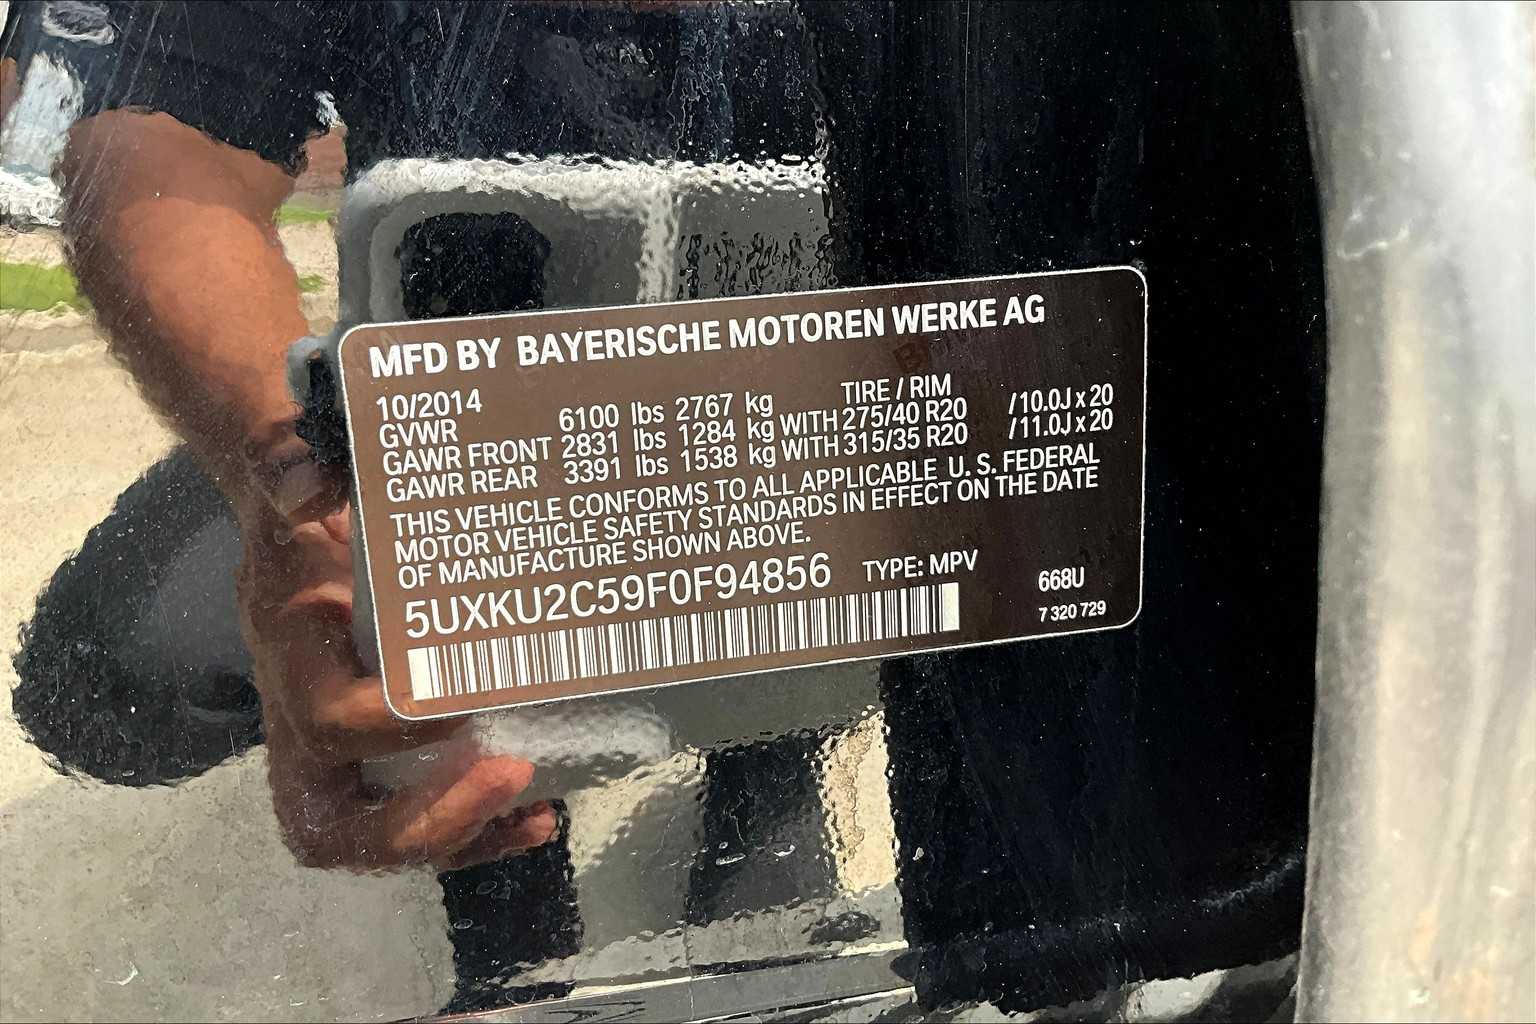 MFD BY BAYERISCHE MOTOREN WERKE AG
10/2014 TIRE / RIM
GVWR 6100 lbs 2767 kg
GAWR FRONT 2831 lbs 1284 kg WITH 275/40 R20 /10.0J x 20
GAWR REAR 3391 lbs 1538 kg WITH 315/35 R20 /11.0J x 20
THIS VEHICLE CONFORMS TO ALL APPLICABLE U. S. FEDERAL
MOTOR VEHICLE SAFETY STANDARDS IN EFFECT ON THE DATE
OF MANUFACTURE SHOWN ABOVE.
5UXKU2C59F0F94856 TYPE: MPV 668U
7 320 729